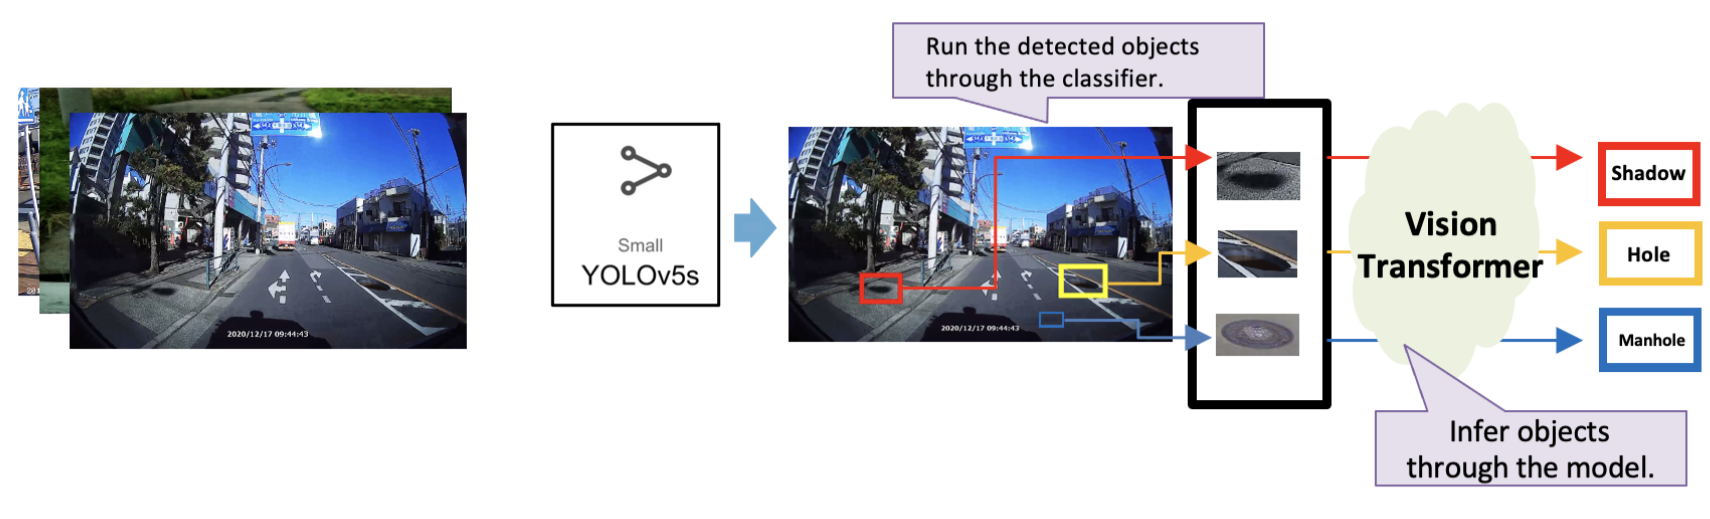 Run the detected objects
through the classifier.
Small
YOLOv5s
2020/12/17 09:44:43
2020/12/17 09:44:43
Vision
Transformer
Shadow
Hole
Manhole
Infer objects
through the model.